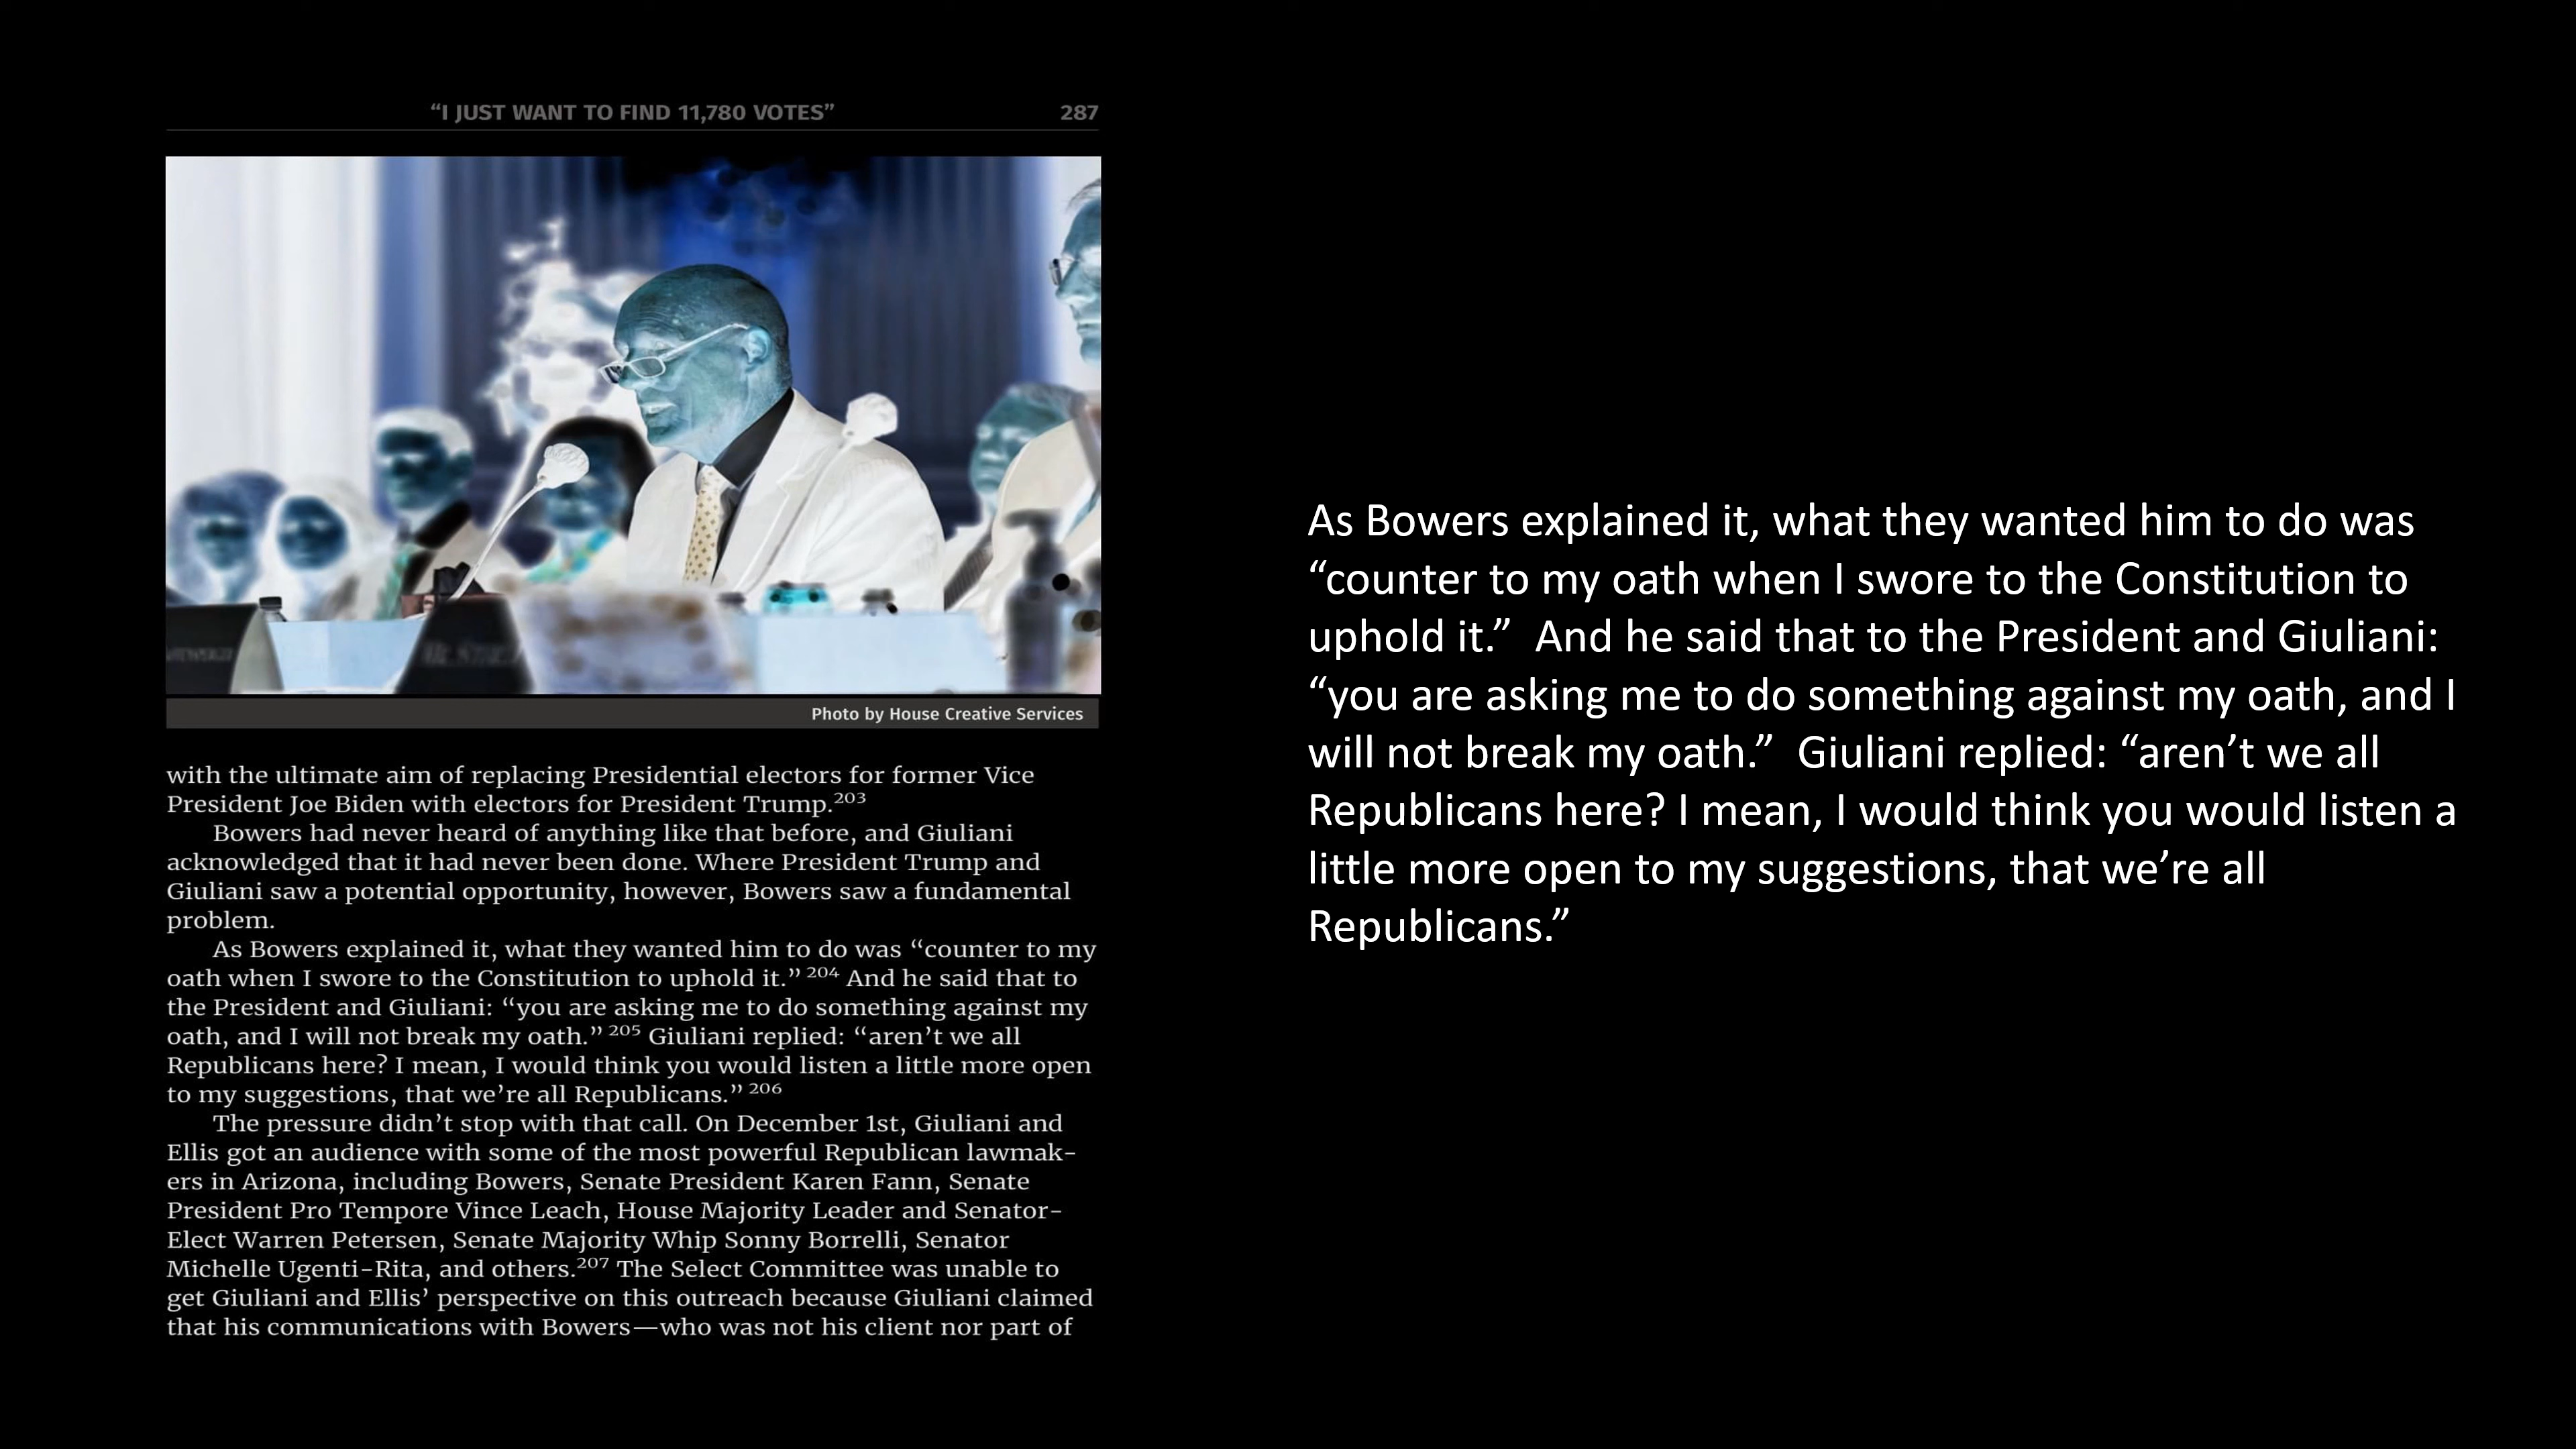 “I JUST WANT TO FIND 11,780 VOTES” 287
Photo by House Creative Services
with the ultimate aim of replacing Presidential electors for former Vice
President Joe Biden with electors for President Trump.203
Bowers had never heard of anything like that before, and Giuliani
acknowledged that it had never been done. Where President Trump and
Giuliani saw a potential opportunity, however, Bowers saw a fundamental
problem.
As Bowers explained it, what they wanted him to do was “counter to my
oath when I swore to the Constitution to uphold it.” 204 And he said that to
the President and Giuliani: “you are asking me to do something against my
oath, and I will not break my oath.” 205 Giuliani replied: “aren’t we all
Republicans here? I mean, I would think you would listen a little more open
to my suggestions, that we’re all Republicans.” 206
The pressure didn’t stop with that call. On December 1st, Giuliani and
Ellis got an audience with some of the most powerful Republican lawmak-
ers in Arizona, including Bowers, Senate President Karen Fann, Senate
President Pro Tempore Vince Leach, House Majority Leader and Senator-
Elect Warren Petersen, Senate Majority Whip Sonny Borrelli, Senator
Michelle Ugenti-Rita, and others.207 The Select Committee was unable to
get Giuliani and Ellis’ perspective on this outreach because Giuliani claimed
that his communications with Bowers—who was not his client nor part of
As Bowers explained it, what they wanted him to do was
“counter to my oath when I swore to the Constitution to
uphold it.”  And he said that to the President and Giuliani:
“you are asking me to do something against my oath, and I
will not break my oath.”  Giuliani replied: “aren’t we all
Republicans here? I mean, I would think you would listen a
little more open to my suggestions, that we’re all
Republicans.”